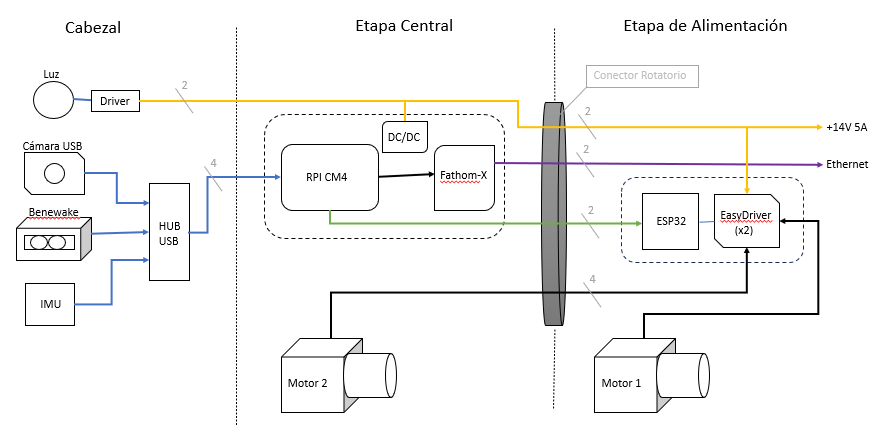 Cabezal
Etapa Central
Etapa de Alimentación
Luz
Driver
2
Conector Rotatorio
2
+14V 5A
DC/DC
Cámara USB
4
RPI CM4
Fathom-X
2
Ethernet
Benewake
HUB
USB
2
ESP32
EasyDriver
(x2)
IMU
4
Motor 2
Motor 1